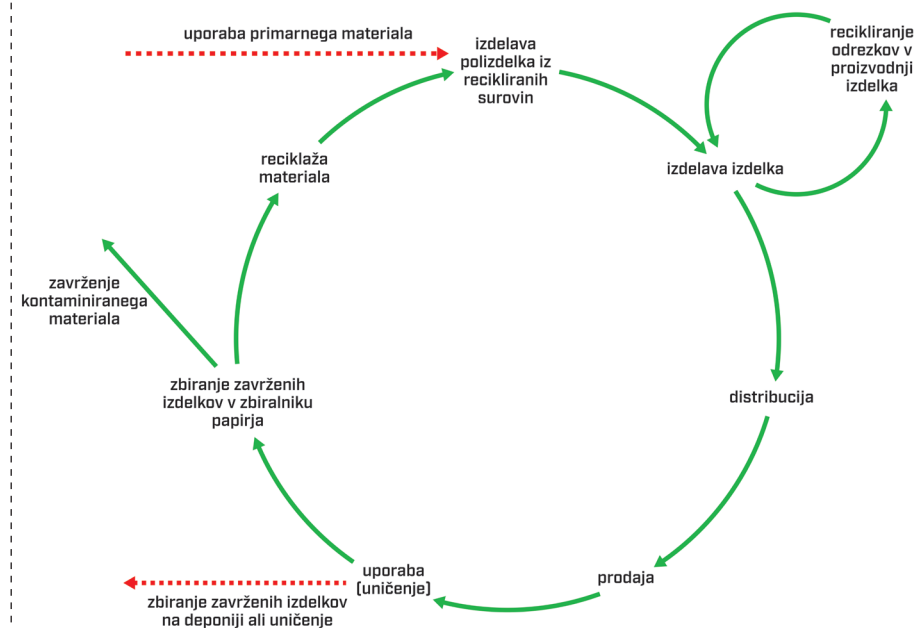 uporaba primarnega materiala
izdelava
polizdelka iz
recikliranih
surovin
recikliranje
odrezkov v
proizvodnji
izdelka
izdelava izdelka
reciklaža
materiala
zavrženje
kontaminiranega
materiala
zbiranje zavrženih
izdelkov v zbiralniku
papirja
distribucija
uporaba
(uničenje)
prodaja
zbiranje zavrženih izdelkov
na deponiji ali uničenje